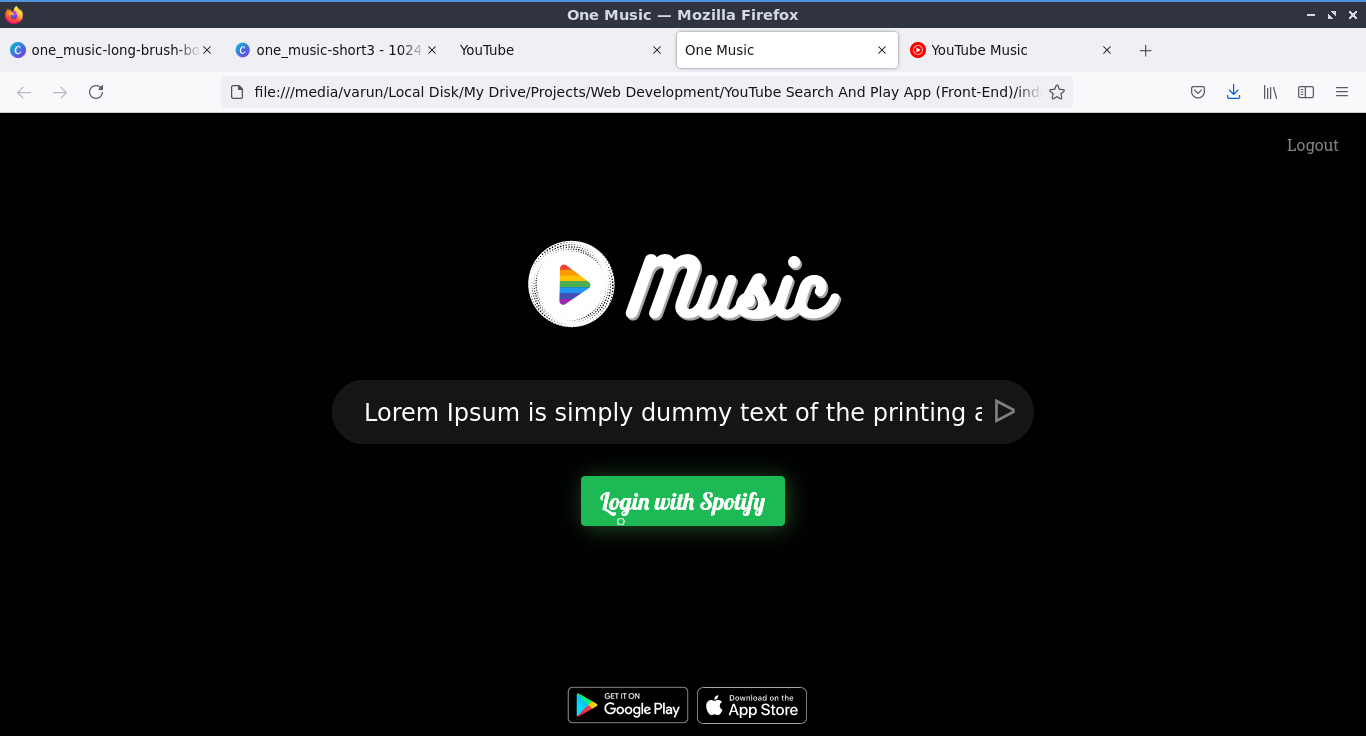 One Music — Mozilla Firefox
one_music-long-brush-bo
one_music-short3 - 1024
YouTube
One Music
YouTube Music
file:///media/varun/Local Disk/My Drive/Projects/Web Development/YouTube Search And Play App (Front-End)/ind
Logout
Music
Lorem Ipsum is simply dummy text of the printing a
Login with Spotify
GET IT ON
Google Play
Download on the
App Store